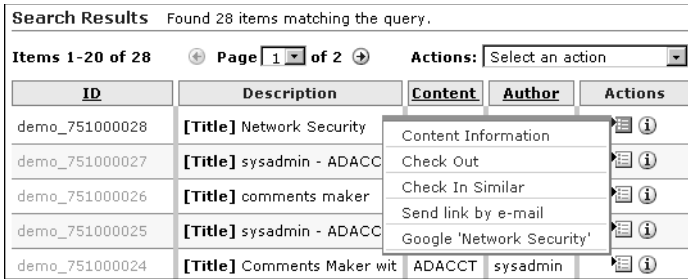 Search Results Found 28 items matching the query.
Items 1-20 of 28 Page 1 of 2 Actions: Select an action
ID Description Content Author Actions
demo_751000028 [Title] Network Security
demo_751000027 [Title] sysadmin - ADACC
demo_751000026 [Title] comments maker
demo_751000025 [Title] sysadmin - ADACC
demo_751000024 [Title] Comments Maker wit ADACCT sysadmin
Content Information
Check Out
Check In Similar
Send link by e-mail
Google 'Network Security'